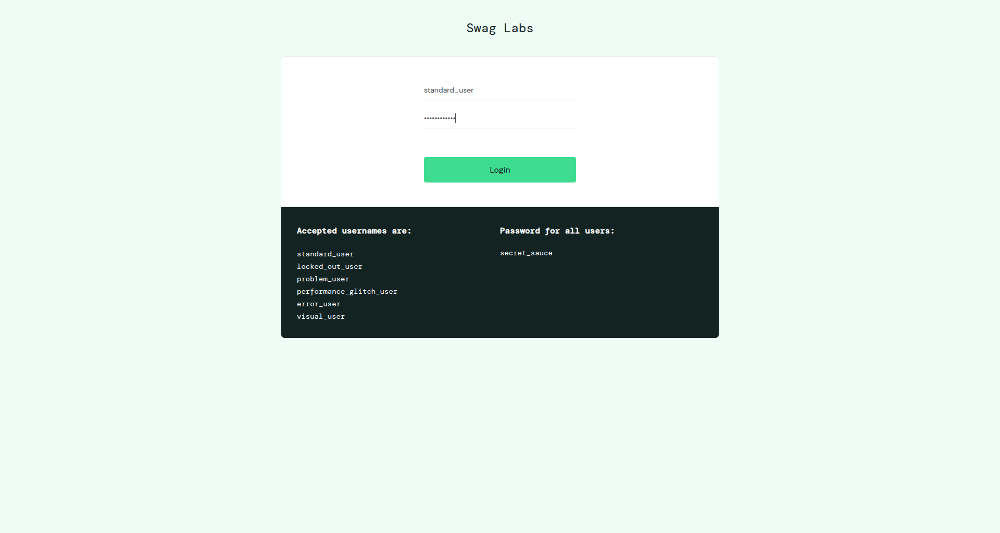 Swag Labs
standard_user
••••••••••••
Login
Accepted usernames are:
standard_user
locked_out_user
problem_user
performance_glitch_user
error_user
visual_user
Password for all users:
secret_sauce